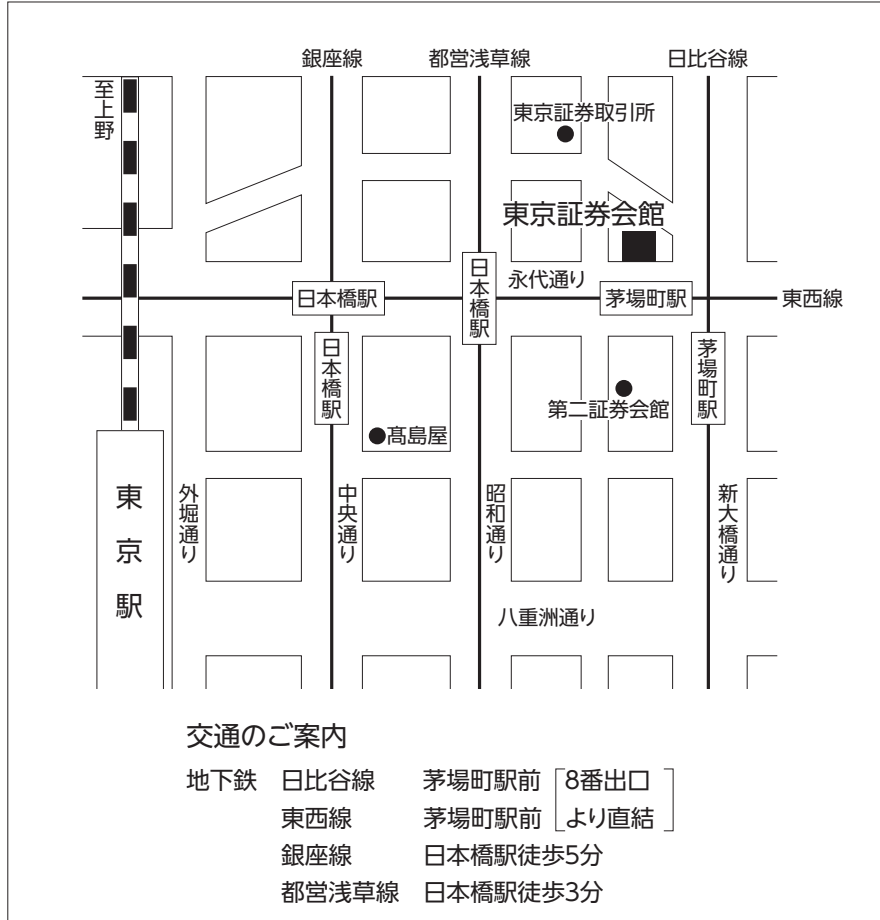 銀座線
都営浅草線
日比谷線
至上野
東京証券取引所
東京証券会館
日本橋駅
永代通り
日本橋駅
茅場町駅
東西線
日本橋駅
茅場町駅
第二証券会館
髙島屋
東京駅
外堀通り
中央通り
昭和通り
新大橋通り
八重洲通り
交通のご案内
地下鉄 日比谷線 茅場町駅前 8番出口
東西線 茅場町駅前 より直結
銀座線 日本橋駅徒歩5分
都営浅草線 日本橋駅徒歩3分